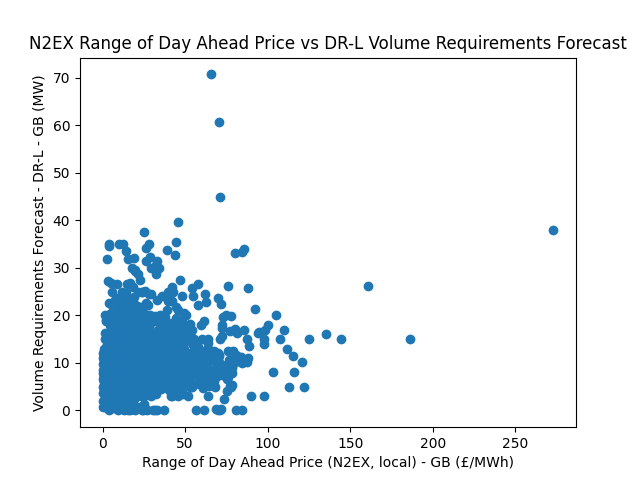 N2EX Range of Day Ahead Price vs DR-L Volume Requirements Forecast
Volume Requirements Forecast - DR-L - GB (MW)
70
60
50
40
30
20
10
0
0 50 100 150 200 250
Range of Day Ahead Price (N2EX, local) - GB (£/MWh)